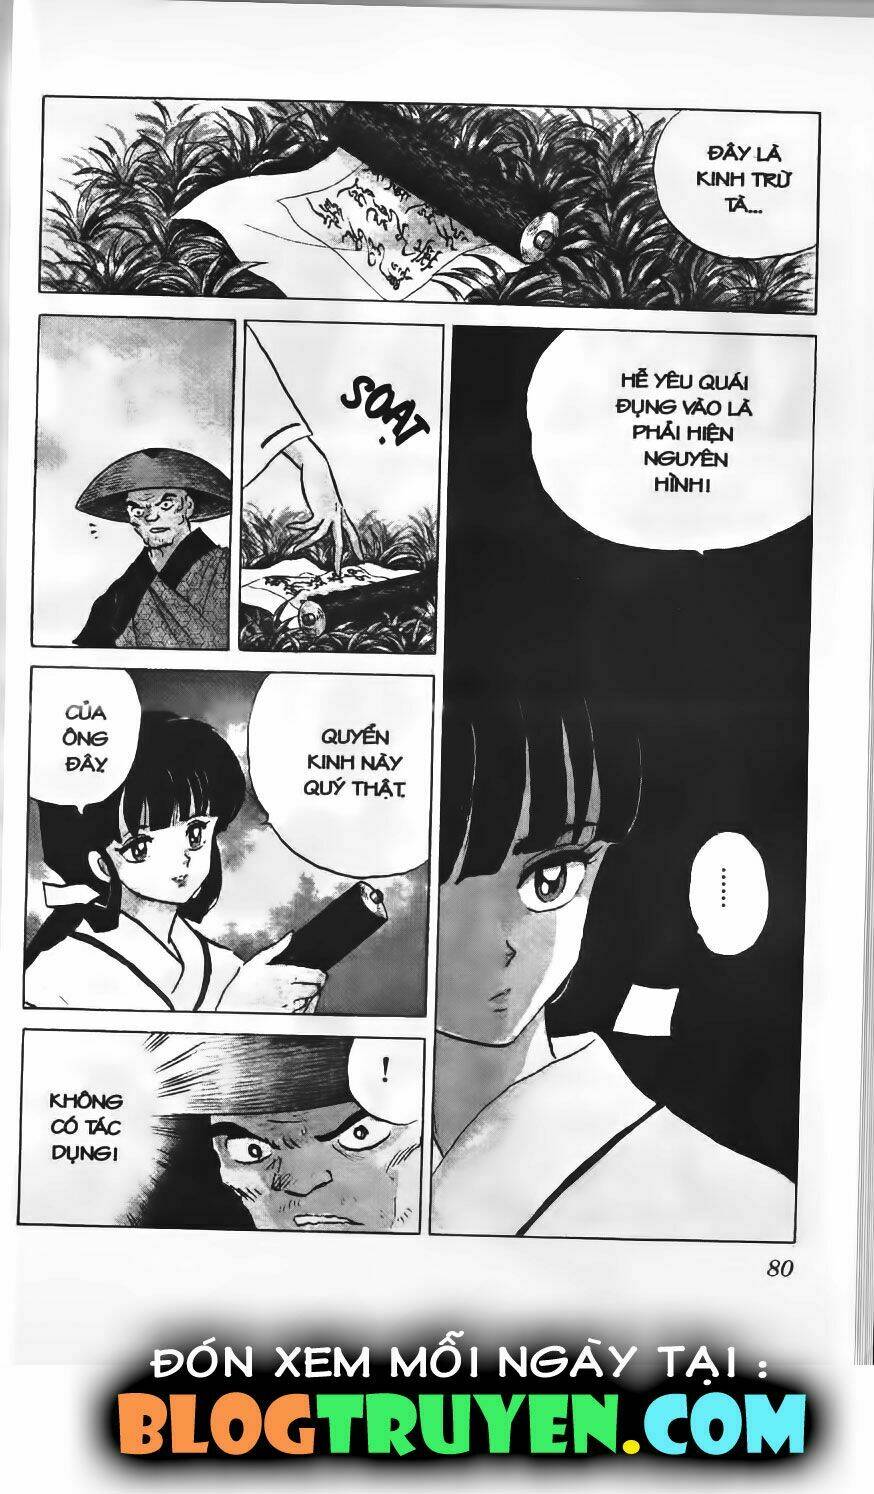 ĐÂY LÀ
KINH TRỪ
TÀ...
HỄ YÊU QUÁI
ĐỤNG VÀO LÀ
PHẢI HIỆN
NGUYÊN
HÌNH!
SOẠT
........
QUYỂN
KINH NÀY
QUÝ THẬT.
CỦA
ÔNG
ĐÂY.
!
KHÔNG
CÓ TÁC
DỤNG!
80
ĐÓN XEM MỖI NGÀY TẠI :
BLOGTRUYEN.COM